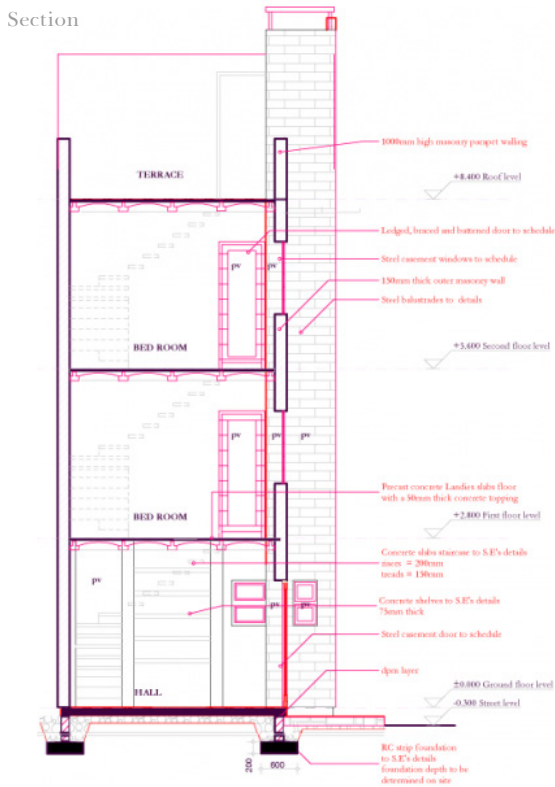 Section
1000mm high masonry parapet walling
TERRACE
+8.400 Roof level
Ledged, braced and battened door to schedule
pv
pv
Steel casement windows to schedule
150mm thick outer masonry wall
Steel balustrades to details
BED ROOM
+5.600 Second floor level
pv
pv
pv
Precast concrete Landies slabs floor
with a 50mm thick concrete topping
BED ROOM
+2.800 First floor level
Concrete slabs staircase to S.E's details
risers = 200mm
treads = 150mm
pv
Concrete shelves to S.E's details
75mm thick
pv
pv
Steel casement door to schedule
dpm layer
HALL
±0.000 Ground floor level
-0.300 Street level
RC strip foundation
to S.E's details
foundation depth to be
determined on site
200
600